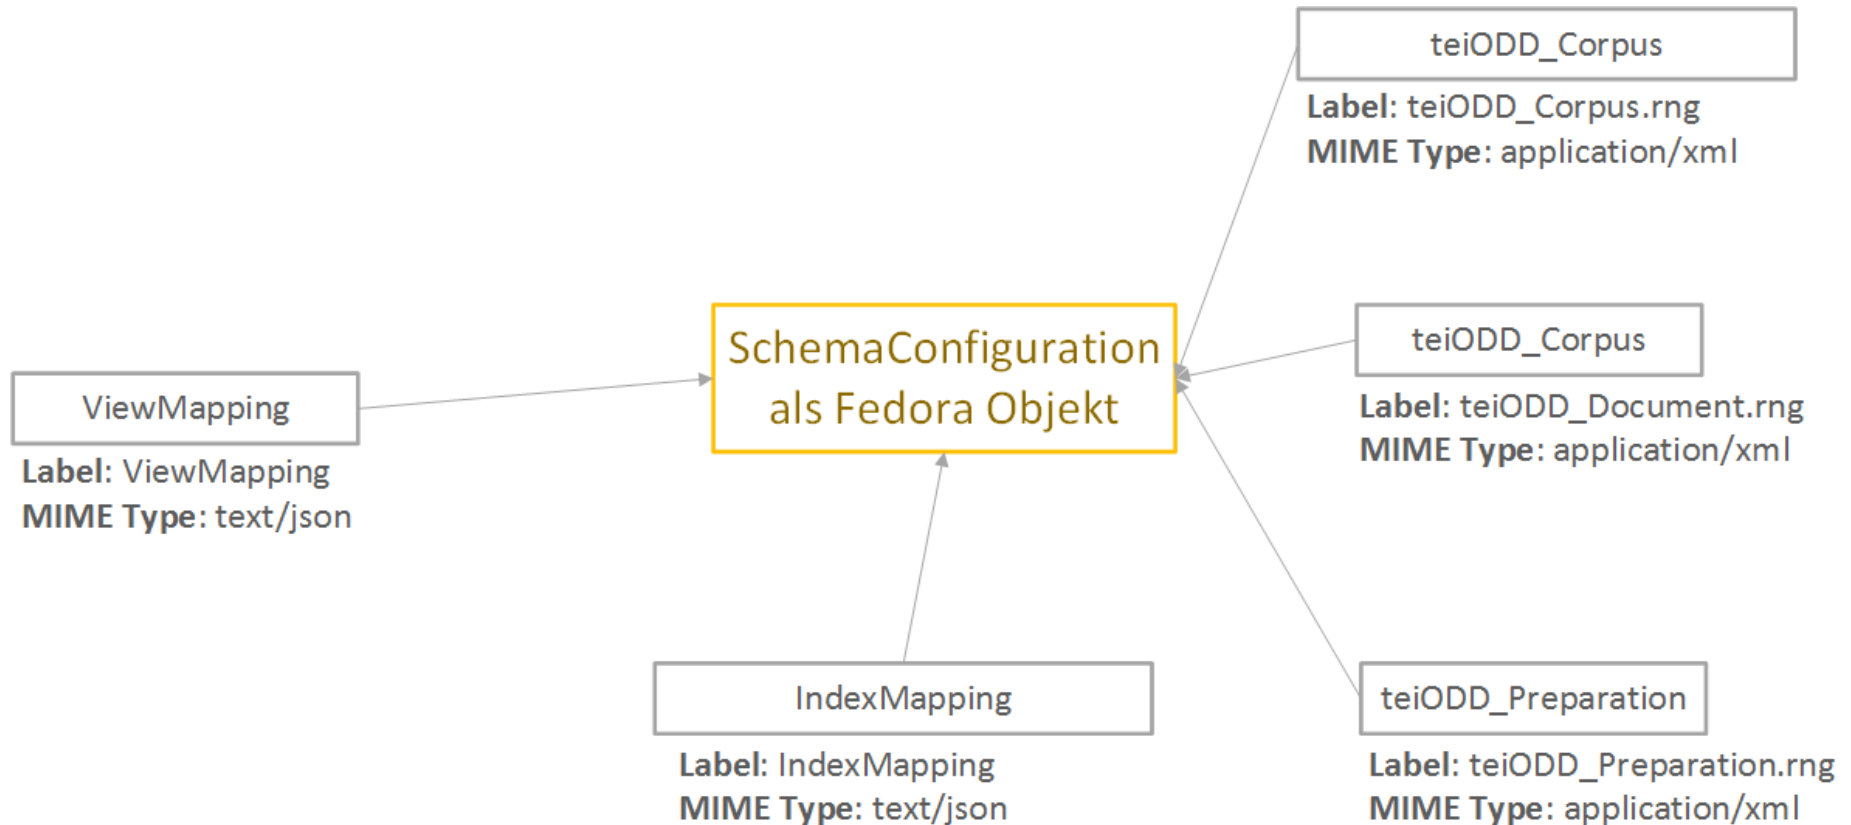 teiODD_Corpus
Label: teiODD_Corpus.rng
MIME Type: application/xml
SchemaConfiguration
als Fedora Objekt
teiODD_Corpus
Label: teiODD_Document.rng
MIME Type: application/xml
ViewMapping
Label: ViewMapping
MIME Type: text/json
IndexMapping
Label: IndexMapping
MIME Type: text/json
teiODD_Preparation
Label: teiODD_Preparation.rng
MIME Type: application/xml